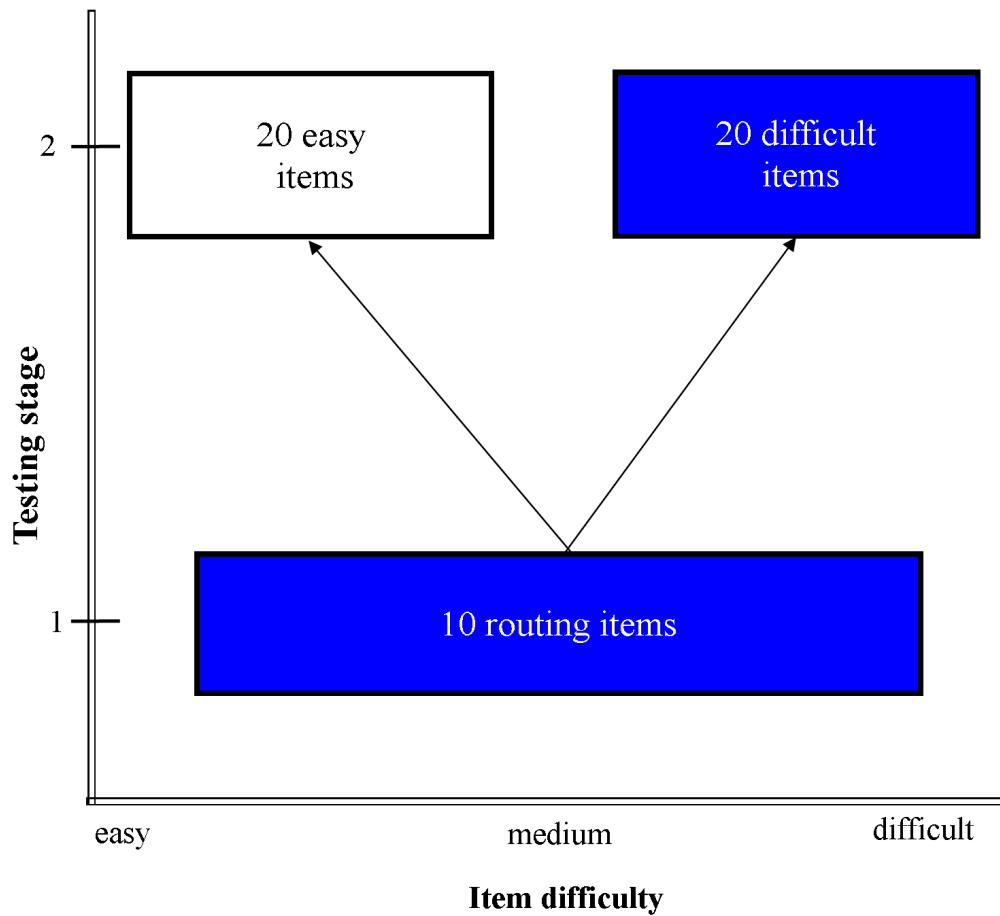 20 easy
items
20 difficult
items
2
Testing stage
10 routing items
1
easy
medium
difficult
Item difficulty